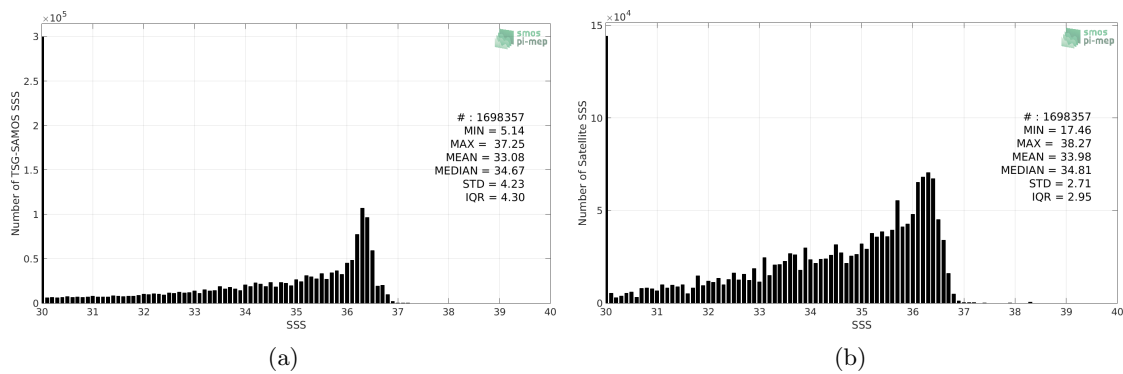 ×10⁵
3
2.5
2
1.5
1
0.5
0
30 31 32 33 34 35 36 37 38 39 40
SSS
Number of TSG-SAMOS SSS
smos
pi-mep
# : 1698357
MIN = 5.14
MAX = 37.25
MEAN = 33.08
MEDIAN = 34.67
STD = 4.23
IQR = 4.30
(a)
×10⁴
15
10
5
0
30 31 32 33 34 35 36 37 38 39 40
SSS
Number of Satellite SSS
smos
pi-mep
# : 1698357
MIN = 17.46
MAX = 38.27
MEAN = 33.98
MEDIAN = 34.81
STD = 2.71
IQR = 2.95
(b)